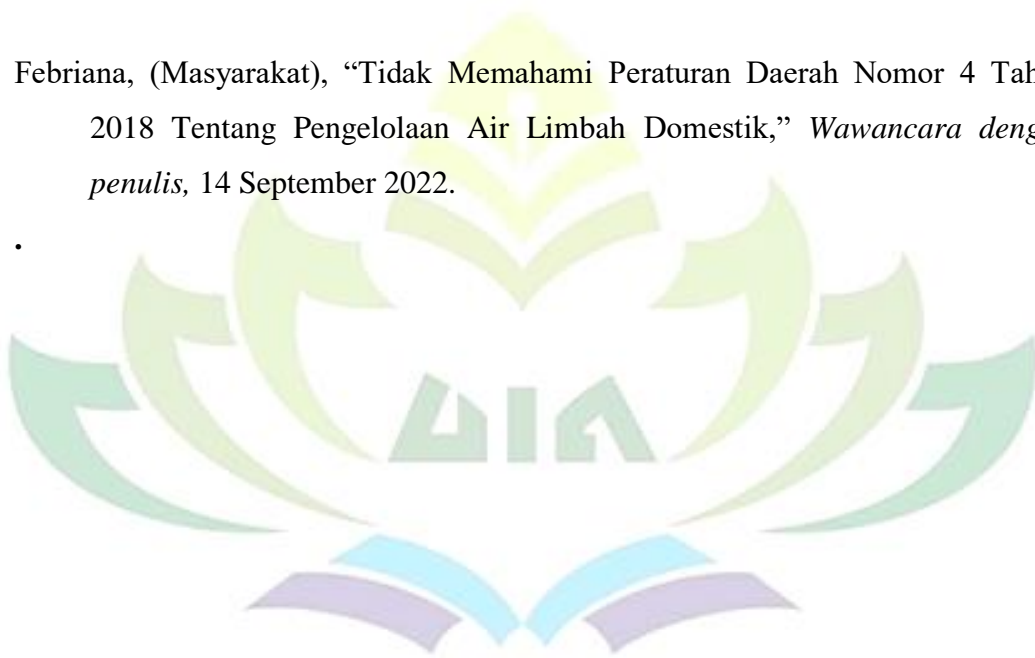 Febriana, (Masyarakat), “Tidak Memahami Peraturan Daerah Nomor 4 Tah
2018 Tentang Pengelolaan Air Limbah Domestik,” Wawancara deng
penulis, 14 September 2022.
.
UIN